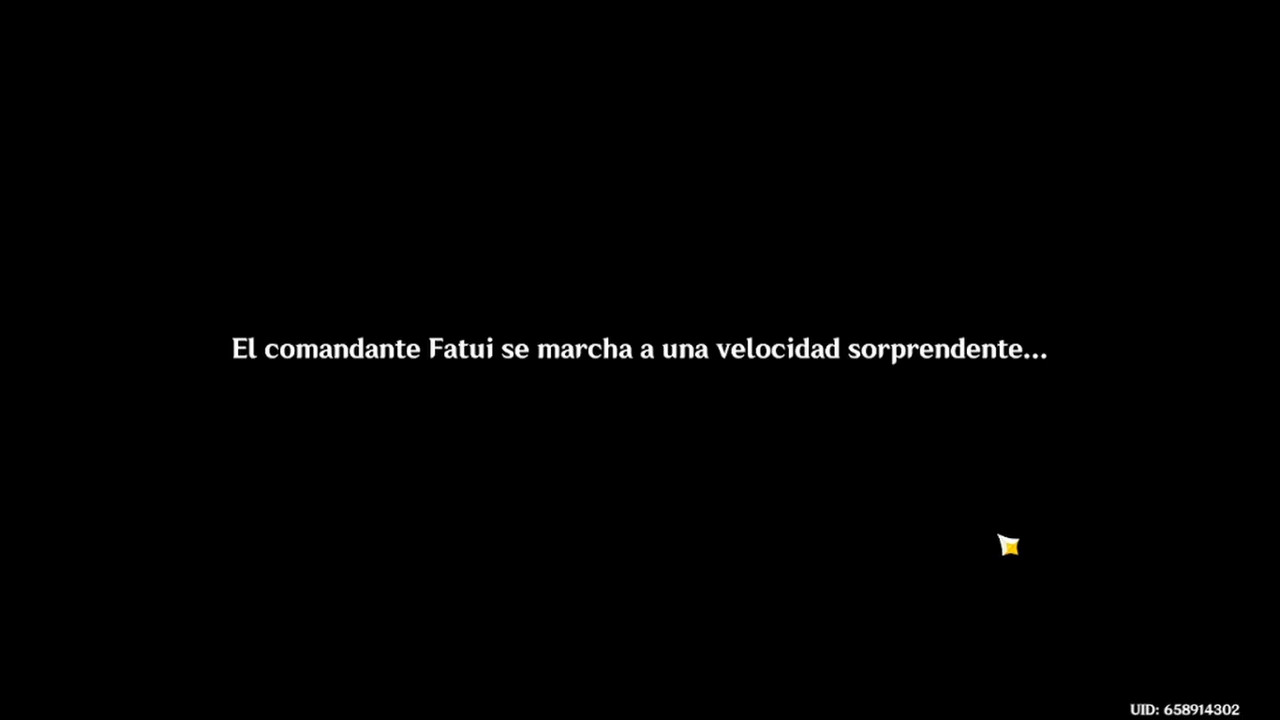 El comandante Fatui se marcha a una velocidad sorprendente...
UID: 658914302